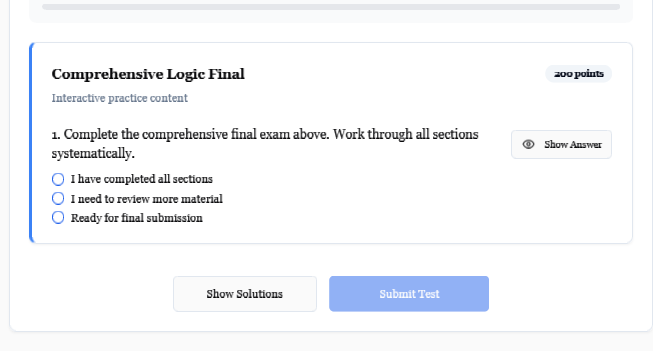 Comprehensive Logic Final
200 points
Interactive practice content
1. Complete the comprehensive final exam above. Work through all sections
systematically.
Show Answer
I have completed all sections
I need to review more material
Ready for final submission
Show Solutions
Submit Test